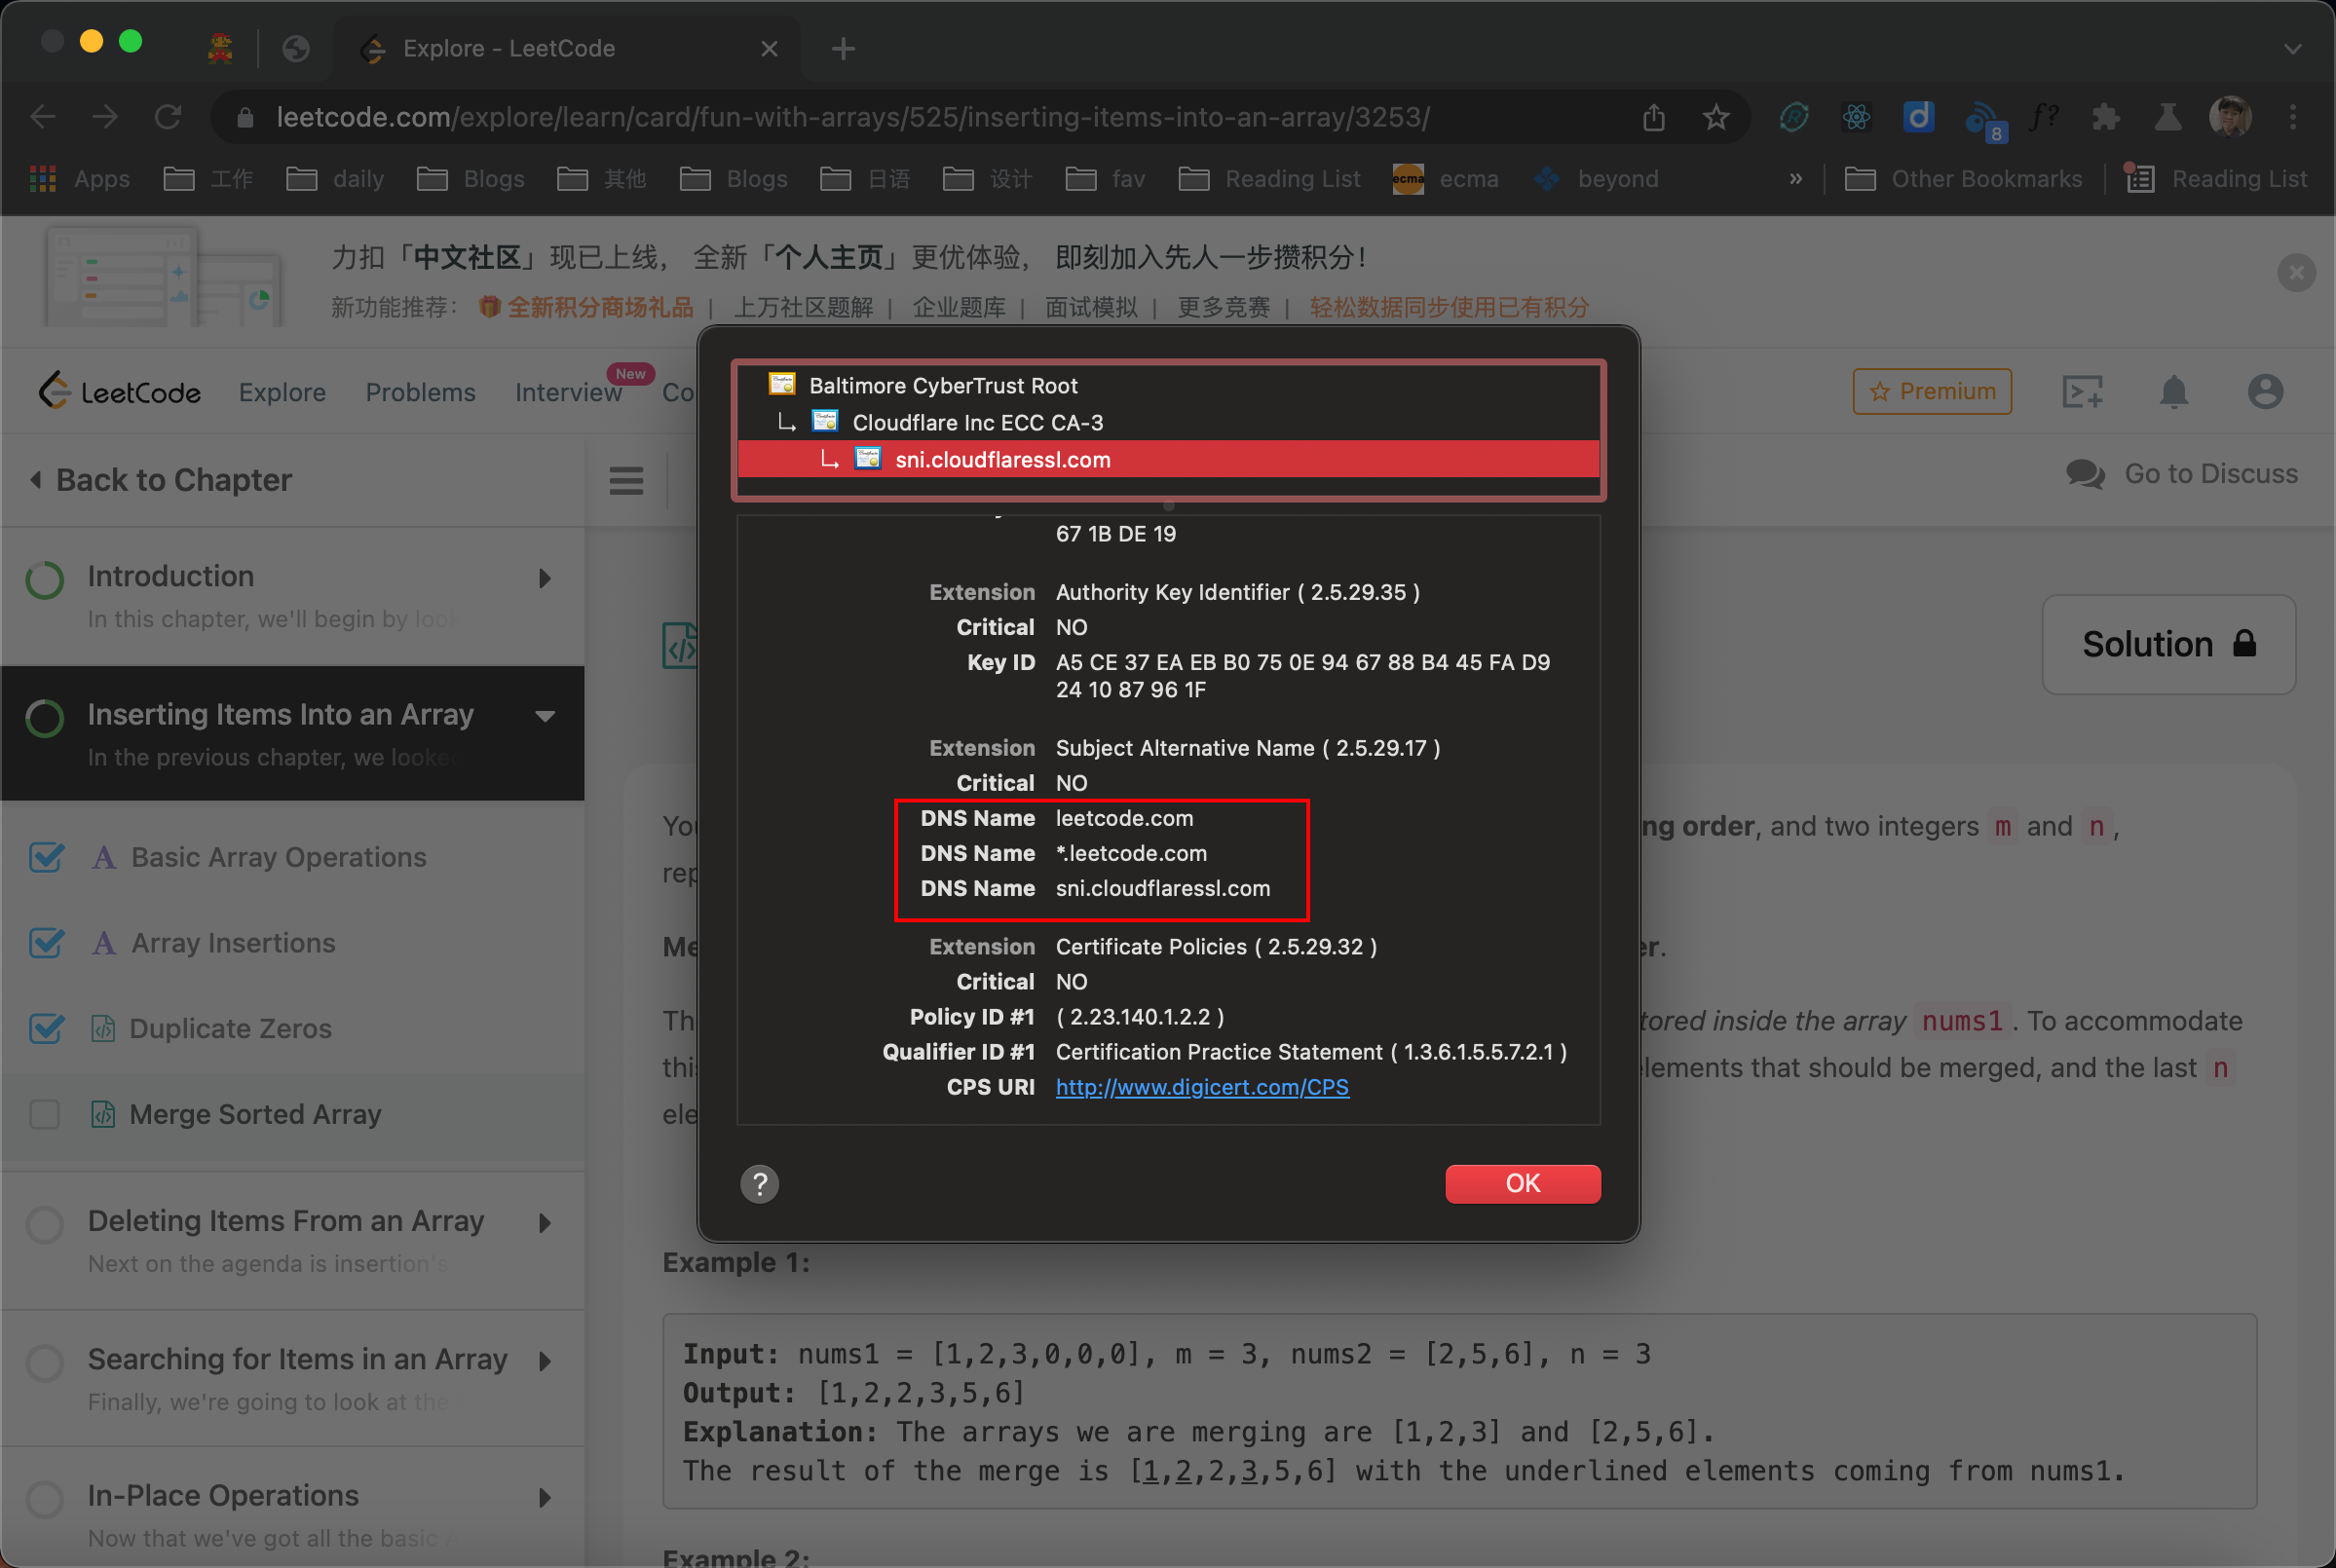 Explore - LeetCode
leetcode.com/explore/learn/card/fun-with-arrays/525/inserting-items-into-an-array/3253/
8
f?
Apps 工作 daily Blogs 其他 Blogs 日语 设计 fav Reading List ecma ecma beyond » Other Bookmarks Reading List
力扣「中文社区」现已上线， 全新「个人主页」更优体验， 即刻加入先人一步攒积分！
新功能推荐： 全新积分商场礼品 | 上万社区题解 | 企业题库 | 面试模拟 | 更多竞赛 | 轻松数据同步使用已有积分
LeetCode Explore Problems Interview New Co Premium
Back to Chapter
Go to Discuss
Introduction
In this chapter, we'll begin by loo
Inserting Items Into an Array
In the previous chapter, we looke
A Basic Array Operations
A Array Insertions
Duplicate Zeros
Merge Sorted Array
Deleting Items From an Array
Next on the agenda is insertion's
Searching for Items in an Array
Finally, we're going to look at the
In-Place Operations
Now that we've got all the basic
Baltimore CyberTrust Root
Cloudflare Inc ECC CA-3
sni.cloudflaressl.com
67 1B DE 19
Extension Authority Key Identifier ( 2.5.29.35 )
Critical NO
Key ID A5 CE 37 EA EB B0 75 0E 94 67 88 B4 45 FA D9
24 10 87 96 1F
Extension Subject Alternative Name ( 2.5.29.17 )
Critical NO
DNS Name leetcode.com
DNS Name *.leetcode.com
DNS Name sni.cloudflaressl.com
Extension Certificate Policies ( 2.5.29.32 )
Critical NO
Policy ID #1 ( 2.23.140.1.2.2 )
Qualifier ID #1 Certification Practice Statement ( 1.3.6.1.5.5.7.2.1 )
CPS URI http://www.digicert.com/CPS
? OK
Solution
ng order, and two integers m and n,
rep
Me er.
Th tored inside the array nums1. To accommodate
this lements that should be merged, and the last n
ele
Example 1:
Input: nums1 = [1,2,3,0,0,0], m = 3, nums2 = [2,5,6], n = 3
Output: [1,2,2,3,5,6]
Explanation: The arrays we are merging are [1,2,3] and [2,5,6].
The result of the merge is [1,2,2,3,5,6] with the underlined elements coming from nums1.
Example 2: